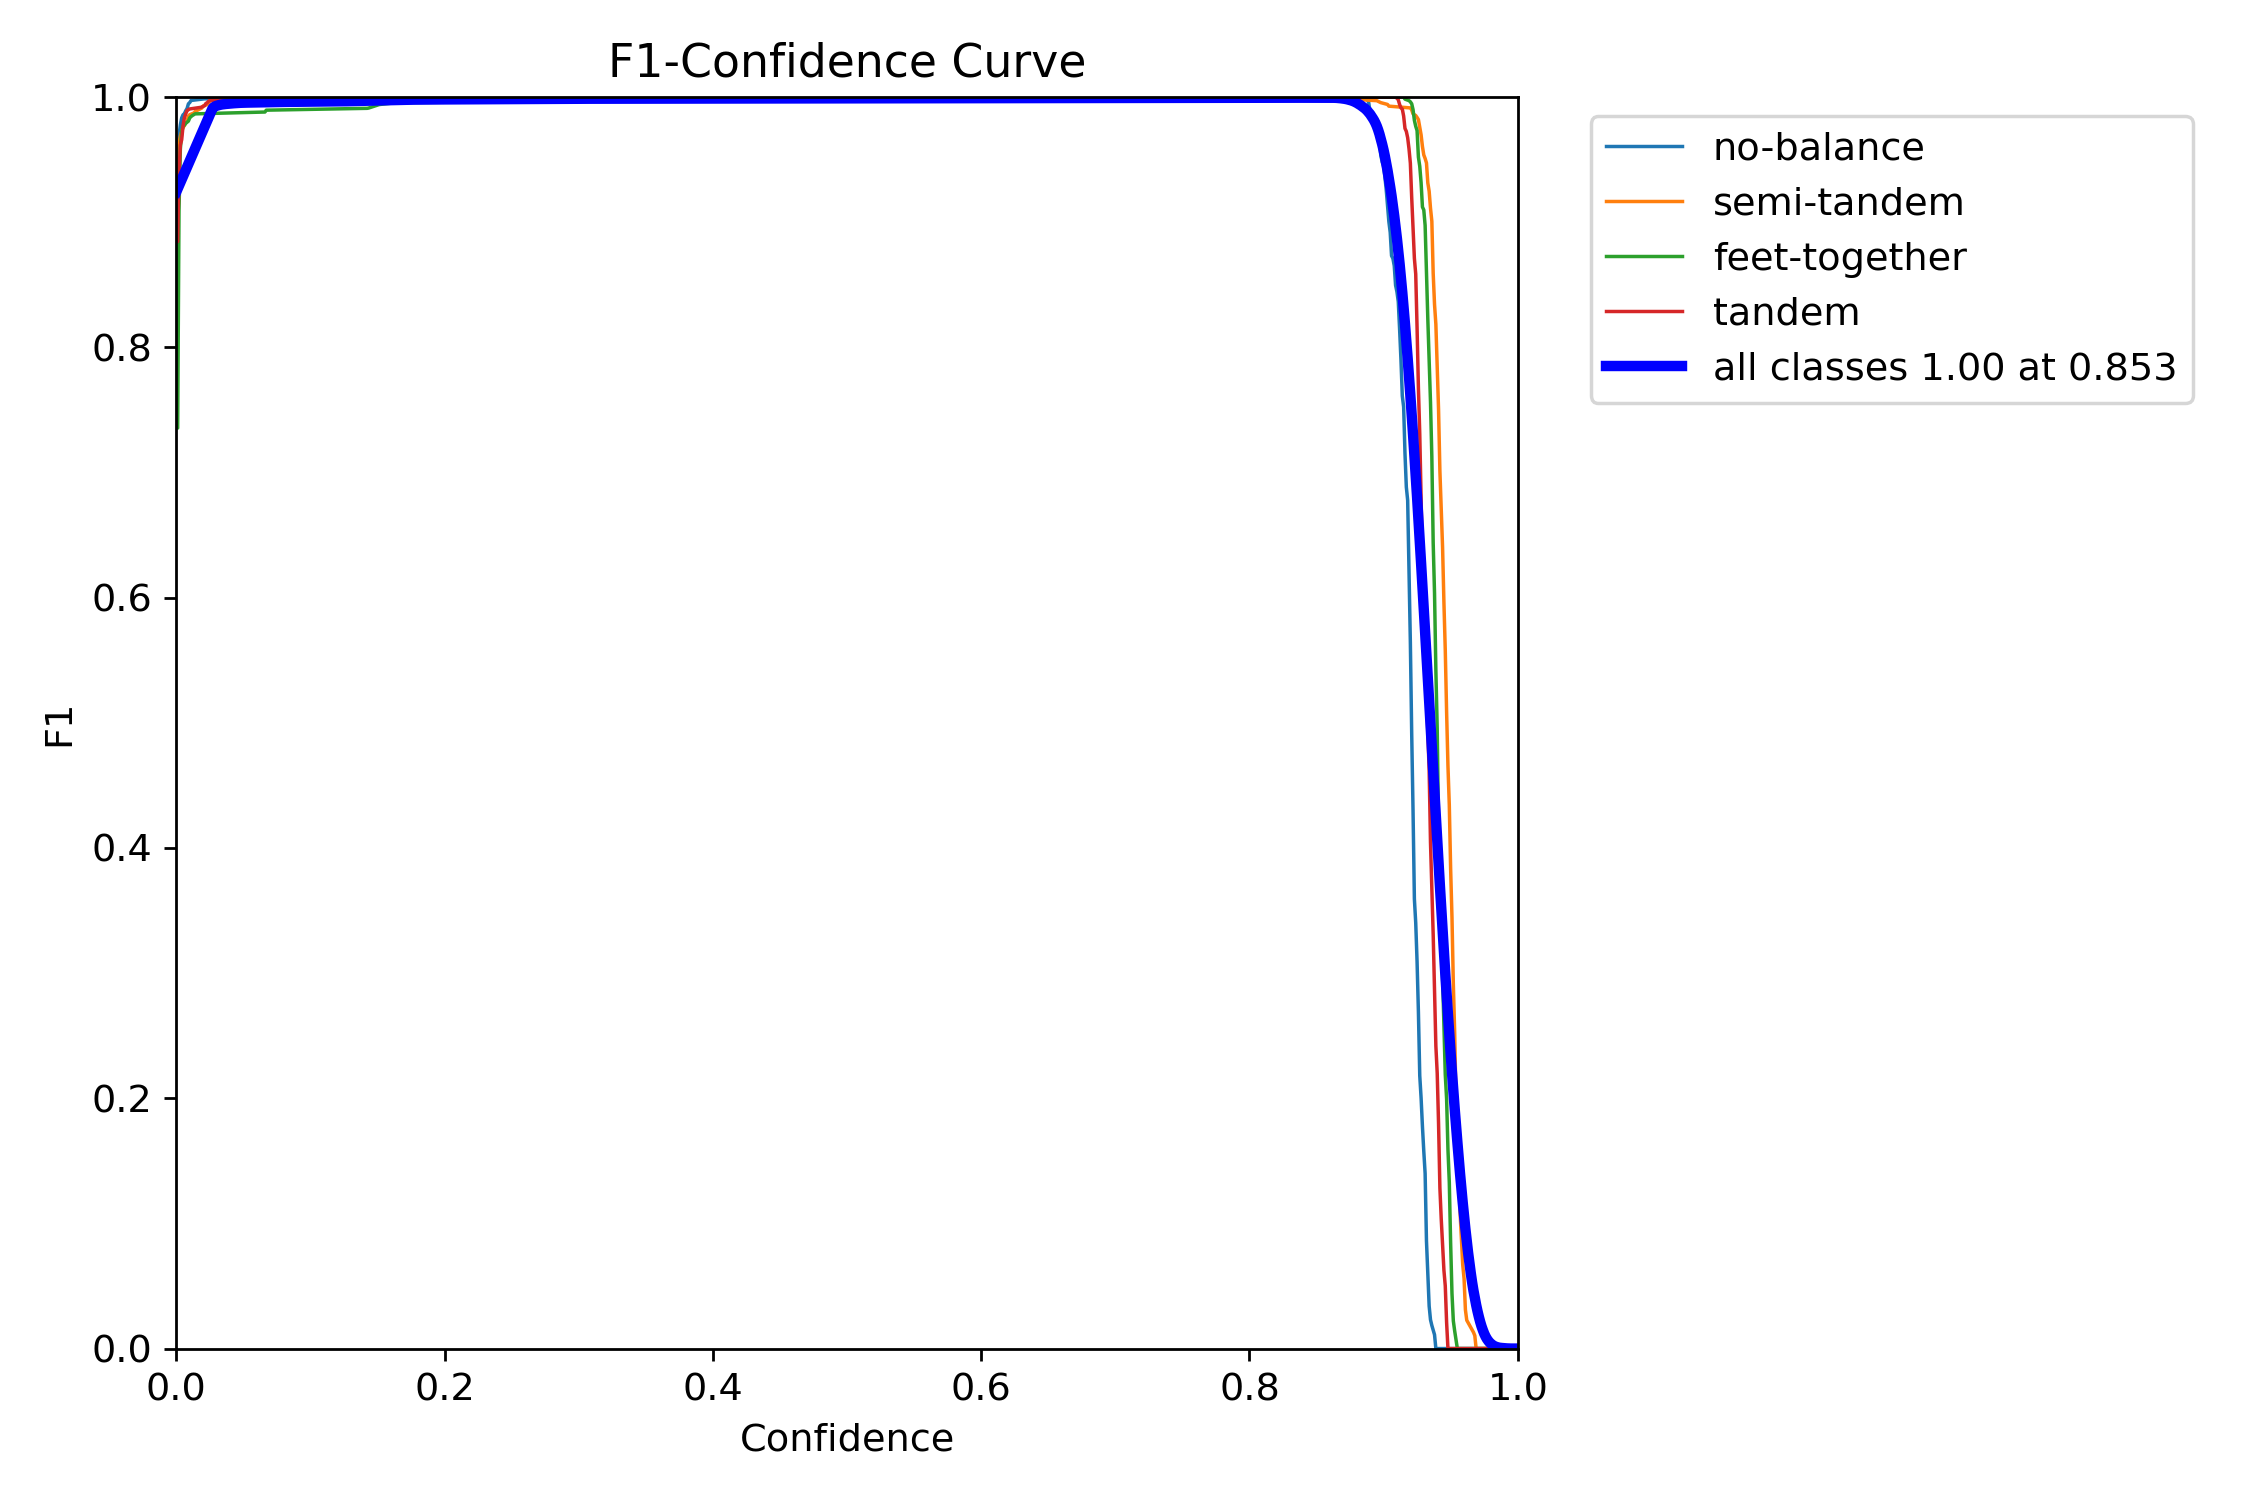 F1-Confidence Curve
1.0
0.8
0.6
0.4
0.2
0.0
F1
0.0 0.2 0.4 0.6 0.8 1.0
Confidence
no-balance
semi-tandem
feet-together
tandem
all classes 1.00 at 0.853